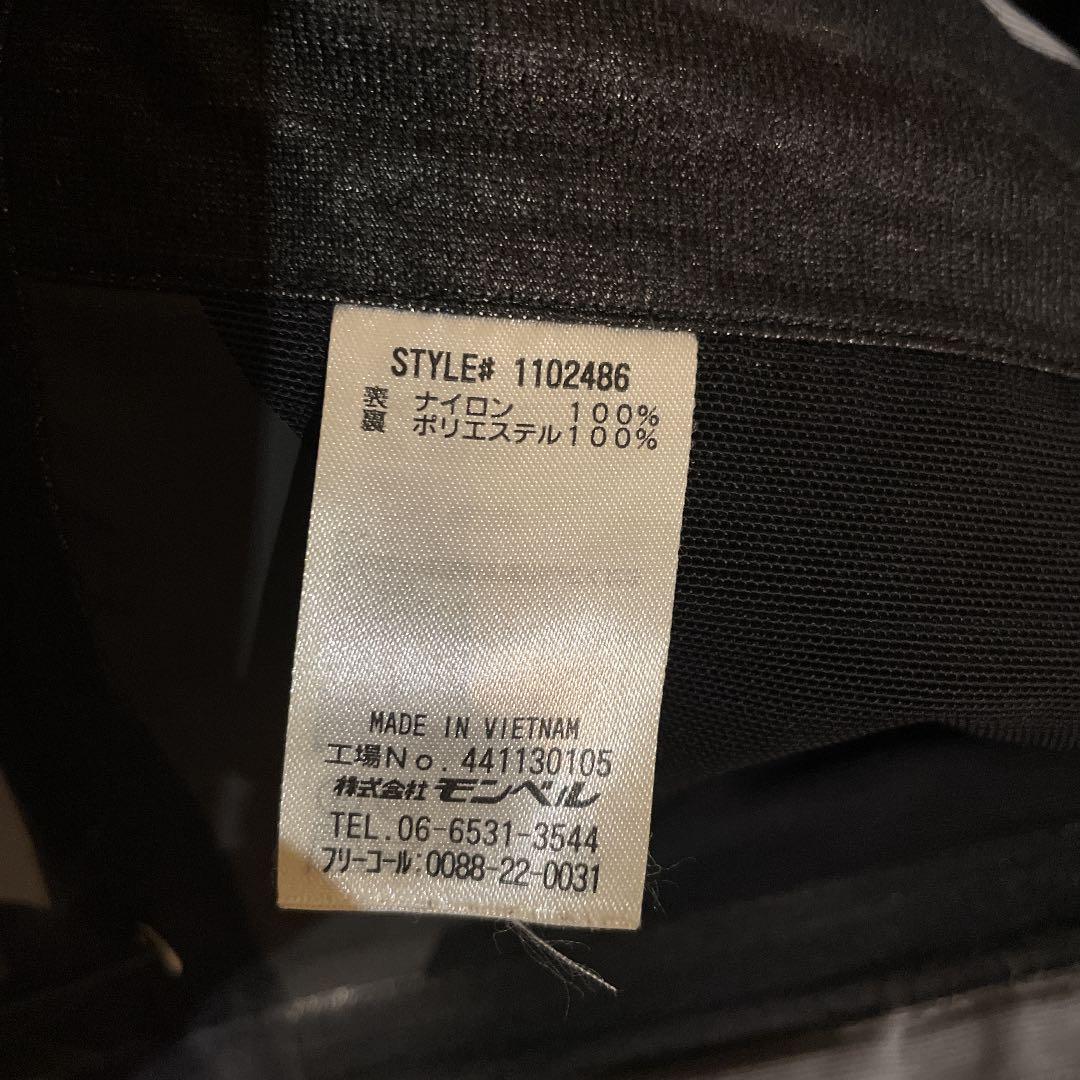 STYLE# 1102486
表 ナイロン 100%
裏 ポリエステル100%
MADE IN VIETNAM
工場No. 441130105
株式会社 モンベル
TEL.06-6531-3544
フリーコール:0088-22-0031